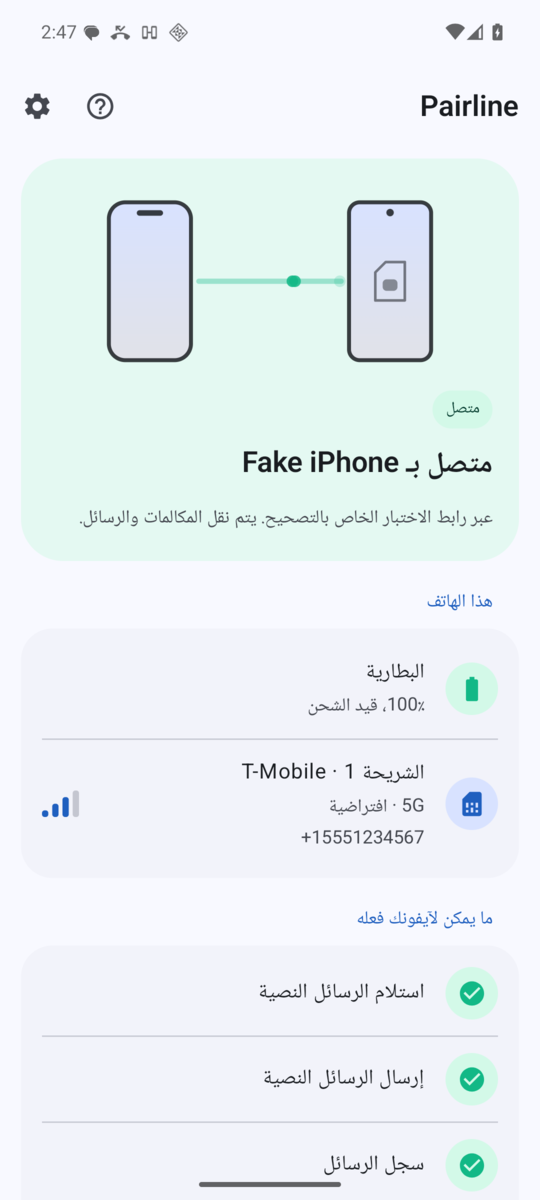 2:47
Pairline
متصل
متصل بـ Fake iPhone
عبر رابط الاختبار الخاص بالتصحيح. يتم نقل المكالمات والرسائل.
هذا الهاتف
البطارية
100٪، قيد الشحن
الشريحة 1 · T-Mobile
5G · افتراضية
+15551234567
ما يمكن لآيفونك فعله
استلام الرسائل النصية
إرسال الرسائل النصية
سجل الرسائل